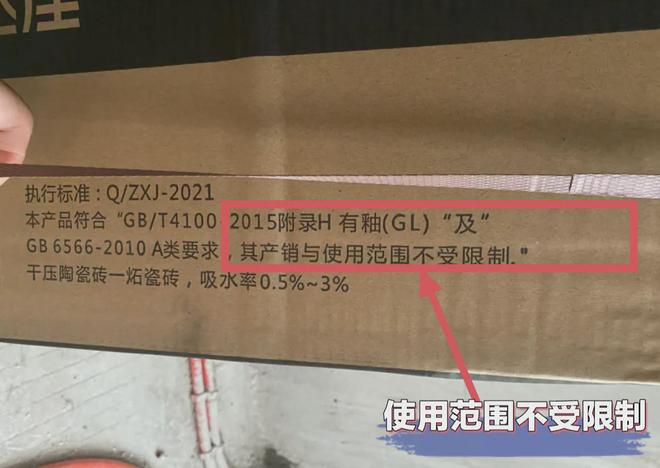 执行标准：Q/ZXJ-2021
本产品符合“GB/T4100-2015附录H 有釉(GL)“及“
GB 6566-2010 A类要求，其产销与使用范围不受限制."
干压陶瓷砖一炻瓷砖，吸水率0.5%~3%
使用范围不受限制